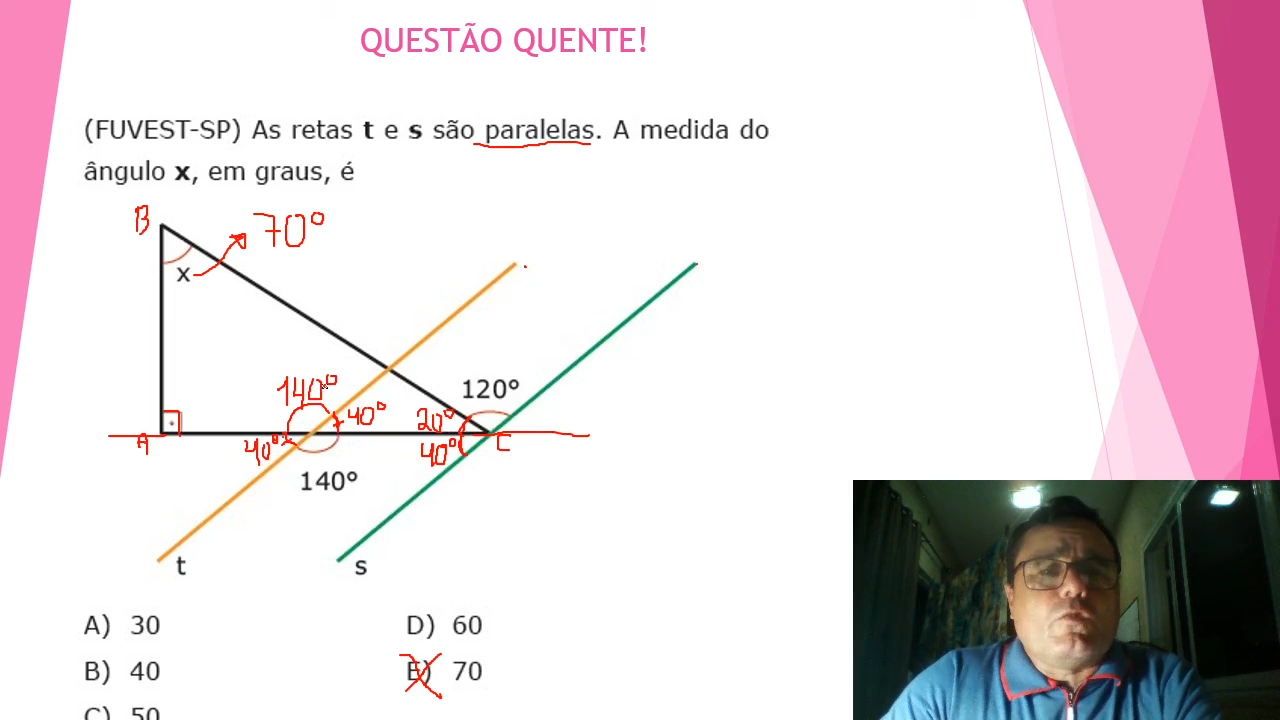 QUESTÃO QUENTE!
(FUVEST-SP) As retas t e s são paralelas. A medida do
ângulo x, em graus, é
B
70°
x
120°
140°
40°
20°
A
40°
40°
C
140°
t
s
A) 30
D) 60
B) 40
E) 70
C) 50